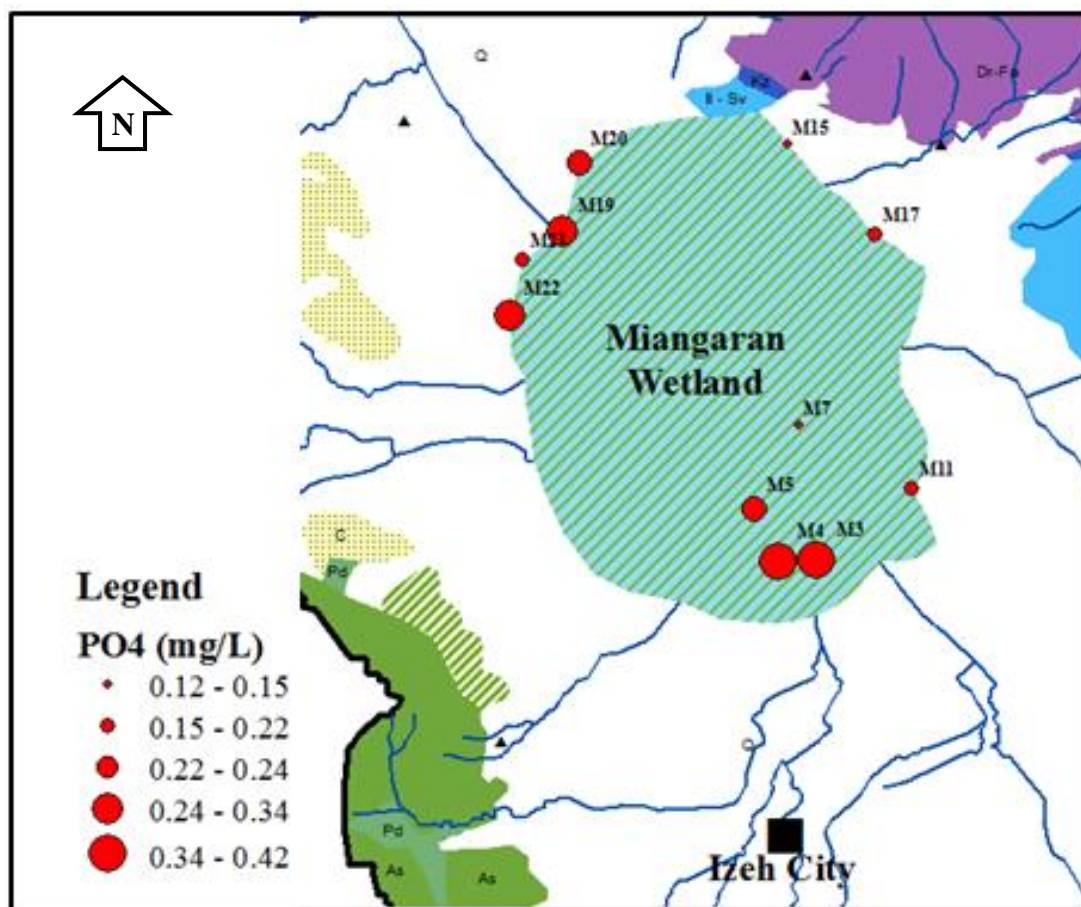 Q
Dr-Fa
Kz
Il - Sv
N
M15
M20
M19
M17
M21
M22
Miangaran
Wetland
M7
M11
M5
M4
M3
C
Pd
Legend
PO4 (mg/L)
0.12 - 0.15
0.15 - 0.22
0.22 - 0.24
0.24 - 0.34
0.34 - 0.42
Q
Pd
Izeh City
As
As